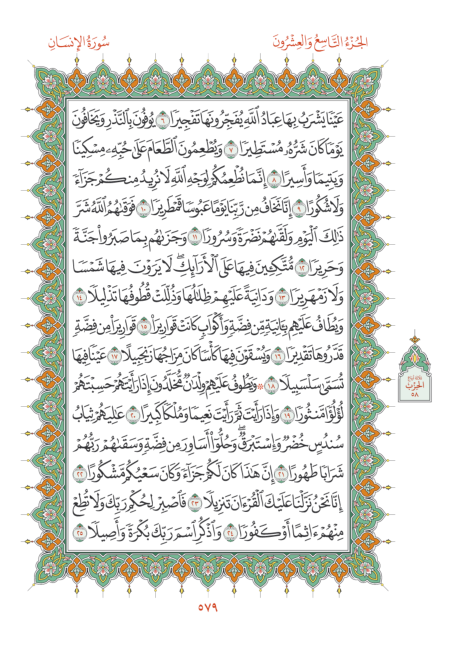 سُورَةُ الإِنسَانِ
الجُزْءُ التَّاسِعُ وَالعِشْرُونَ
عَيْنًا يَشْرَبُ بِهَا عِبَادُ ٱللَّهِ يُفَجِّرُونَهَا تَفْجِيرًا ٦ يُوفُونَ بِٱلنَّذْرِ وَيَخَافُونَ
يَوْمًا كَانَ شَرُّهُۥ مُسْتَطِيرًا ٧ وَيُطْعِمُونَ ٱلطَّعَامَ عَلَىٰ حُبِّهِۦ مِسْكِينًا
وَيَتِيمًا وَأَسِيرًا ٨ إِنَّمَا نُطْعِمُكُمْ لِوَجْهِ ٱللَّهِ لَا نُرِيدُ مِنكُمْ جَزَآءً
وَلَا شُكُورًا ٩ إِنَّا نَخَافُ مِن رَّبِّنَا يَوْمًا عَبُوسًا قَمْطَرِيرًا ١٠ فَوَقَىٰهُمُ ٱللَّهُ شَرَّ
ذَٰلِكَ ٱلْيَوْمِ وَلَقَّىٰهُمْ نَضْرَةً وَسُرُورًا ١١ وَجَزَىٰهُم بِمَا صَبَرُوا۟ جَنَّةً
وَحَرِيرًا ١٢ مُّتَّكِـِٔينَ فِيهَا عَلَى ٱلْأَرَآئِكِ ۖ لَا يَرَوْنَ فِيهَا شَمْسًا
وَلَا زَمْهَرِيرًا ١٣ وَدَانِيَةً عَلَيْهِمْ ظِلَٰلُهَا وَذُلِّلَتْ قُطُوفُهَا تَذْلِيلًا ١٤
وَيُطَافُ عَلَيْهِم بِـَٔانِيَةٍ مِّن فِضَّةٍ وَأَكْوَابٍ كَانَتْ قَوَارِيرَا۠ ١٥ قَوَارِيرَا۟ مِن فِضَّةٍ
قَدَّرُوهَا تَقْدِيرًا ١٦ وَيُسْقَوْنَ فِيهَا كَأْسًا كَانَ مِزَاجُهَا زَنجَبِيلًا ١٧ عَيْنًا فِيهَا
تُسَمَّىٰ سَلْسَبِيلًا ١٨ ۞ وَيَطُوفُ عَلَيْهِمْ وِلْدَٰنٌ مُّخَلَّدُونَ إِذَا رَأَيْتَهُمْ حَسِبْتَهُمْ
لُؤْلُؤًا مَّنثُورًا ١٩ وَإِذَا رَأَيْتَ ثَمَّ رَأَيْتَ نَعِيمًا وَمُلْكًا كَبِيرًا ٢٠ عَٰلِيَهُمْ ثِيَابُ
سُندُسٍ خُضْرٌ وَإِسْتَبْرَقٌ ۖ وَحُلُّوٓا۟ أَسَاوِرَ مِن فِضَّةٍ وَسَقَىٰهُمْ رَبُّهُمْ
شَرَابًا طَهُورًا ٢١ إِنَّ هَٰذَا كَانَ لَكُمْ جَزَآءً وَكَانَ سَعْيُكُم مَّشْكُورًا ٢٢
إِنَّا نَحْنُ نَزَّلْنَا عَلَيْكَ ٱلْقُرْءَانَ تَنزِيلًا ٢٣ فَٱصْبِرْ لِحُكْمِ رَبِّكَ وَلَا تُطِعْ
مِنْهُمْ ءَاثِمًا أَوْ كَفُورًا ٢٤ وَٱذْكُرِ ٱسْمَ رَبِّكَ بُكْرَةً وَأَصِيلًا ٢٥
الحِزْب
٥٨
٥٧٩